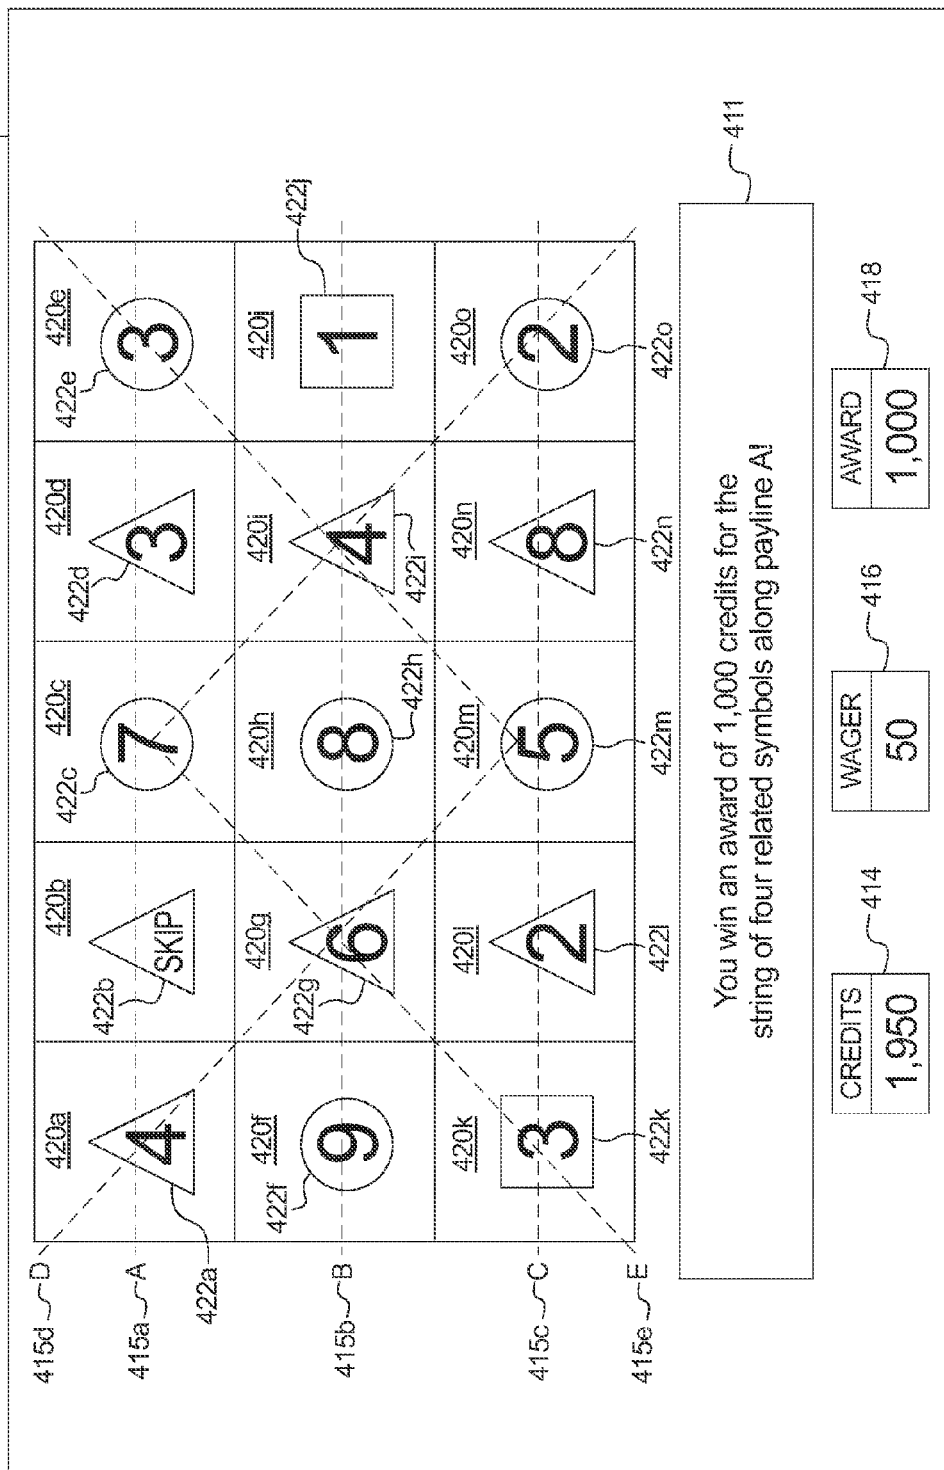 420a 420b 420c 420d 420e
4 SKIP 7 3 3
422a 422b 422c 422d 422e
420f 420g 420h 420i 420j
9 6 8 4 1
422f 422g 422h 422i 422j
420k 420l 420m 420n 420o
3 2 5 8 2
422k 422l 422m 422n 422o
415d D
415a A
415b B
415c C
415e E
You win an award of 1,000 credits for the
string of four related symbols along payline A!
411
CREDITS
1,950
414
WAGER
50
416
AWARD
1,000
418